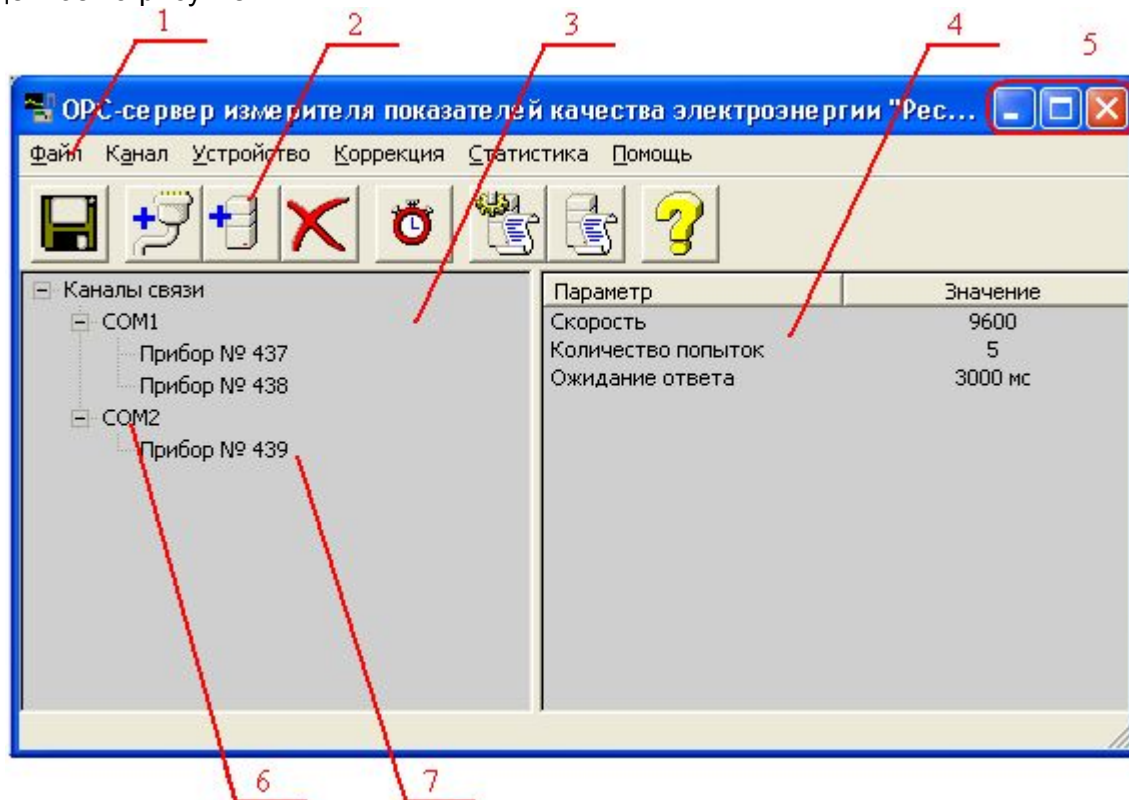 1 2 3 4 5
ОРС-сервер измерителя показателей качества электроэнергии "Рес...
Файл Канал Устройство Коррекция Статистика Помощь
Каналы связи
COM1
Прибор № 437
Прибор № 438
COM2
Прибор № 439
Параметр Значение
Скорость 9600
Количество попыток 5
Ожидание ответа 3000 мс
6 7